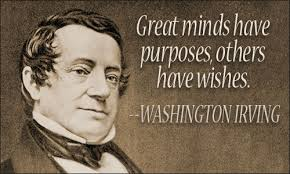 Great minds have
purposes, others
have wishes.
--WASHINGTON IRVING